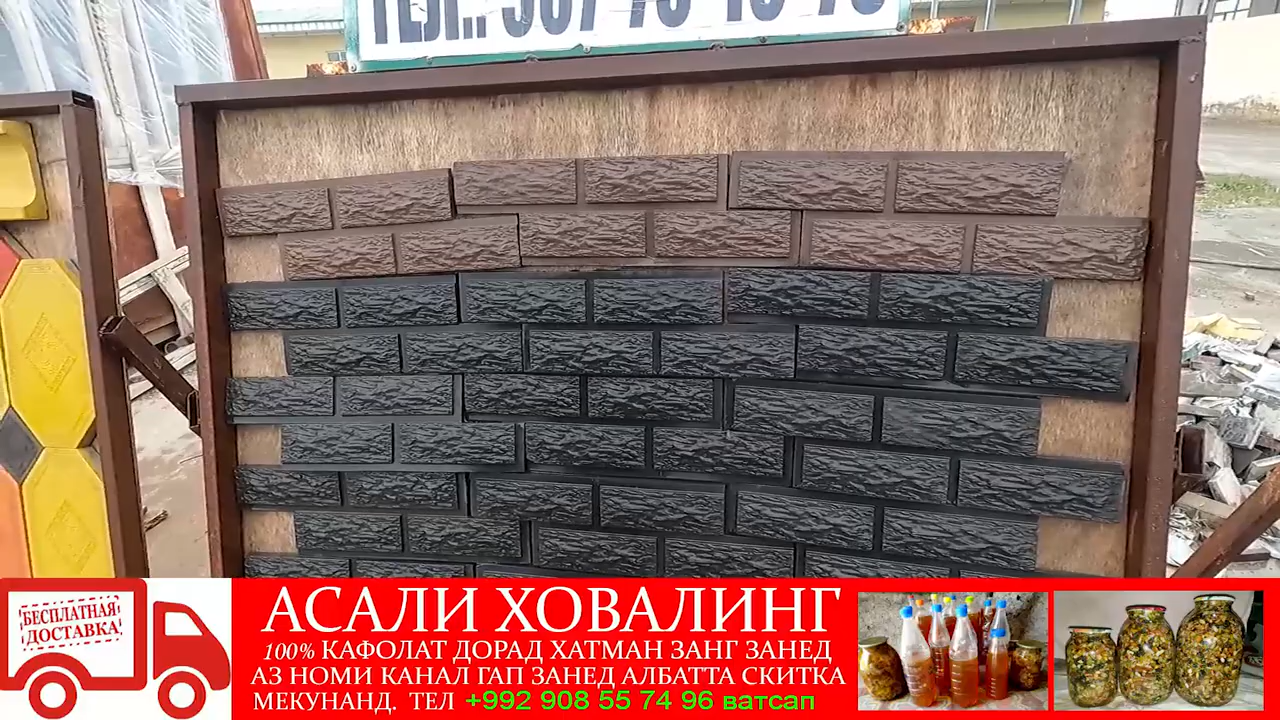 ТЕЛ.:
БЕСПЛАТНАЯ
ДОСТАВКА!
АСАЛИ ХОВАЛИНГ
100% КАФОЛАТ ДОРАД ХАТМАН ЗАНГ ЗАНЕД
АЗ НОМИ КАНАЛ ГАП ЗАНЕД АЛБАТТА СКИТКА
МЕКУНАНД. ТЕЛ +992 908 55 74 96 ватсап